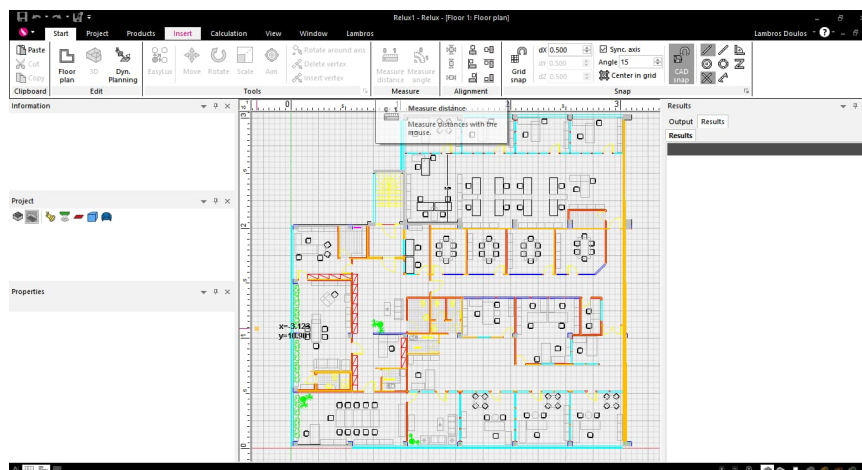 Relux1 - Relux - [Floor 1: Floor plan]
Start Project Products Insert Calculation View Window Lambros
Lambros Doulos
Paste
Cut
Copy
Clipboard
Floor plan
3D
Dyn. Planning
Edit
EasyLux
Move
Rotate
Scale
Aim
Rotate around axis
Delete vertex
Insert vertex
Tools
Measure distance
Measure angle
Measure
Alignment
Grid snap
dX 0.500
dY 0.500
dZ 0.500
Sync. axis
Angle 15
Center in grid
CAD snap
Snap
Information
Project
Properties
Measure distance
Measure distances with the mouse.
x=-3.123
Results
Output Results
Results